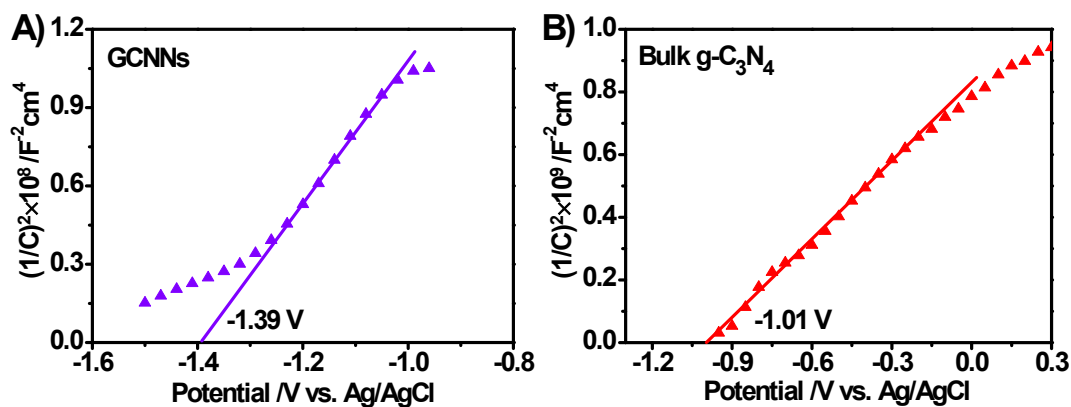 A)
GCNNs
1.2
0.9
0.6
0.3
0.0
(1/C)²×10⁸ /F⁻²cm⁴
-1.39 V
-1.6
-1.4
-1.2
-1.0
-0.8
Potential /V vs. Ag/AgCl
B)
Bulk g-C₃N₄
1.0
0.8
0.6
0.4
0.2
0.0
(1/C)²×10⁹ /F⁻²cm⁴
-1.01 V
-1.2
-0.9
-0.6
-0.3
0.0
0.3
Potential /V vs. Ag/AgCl